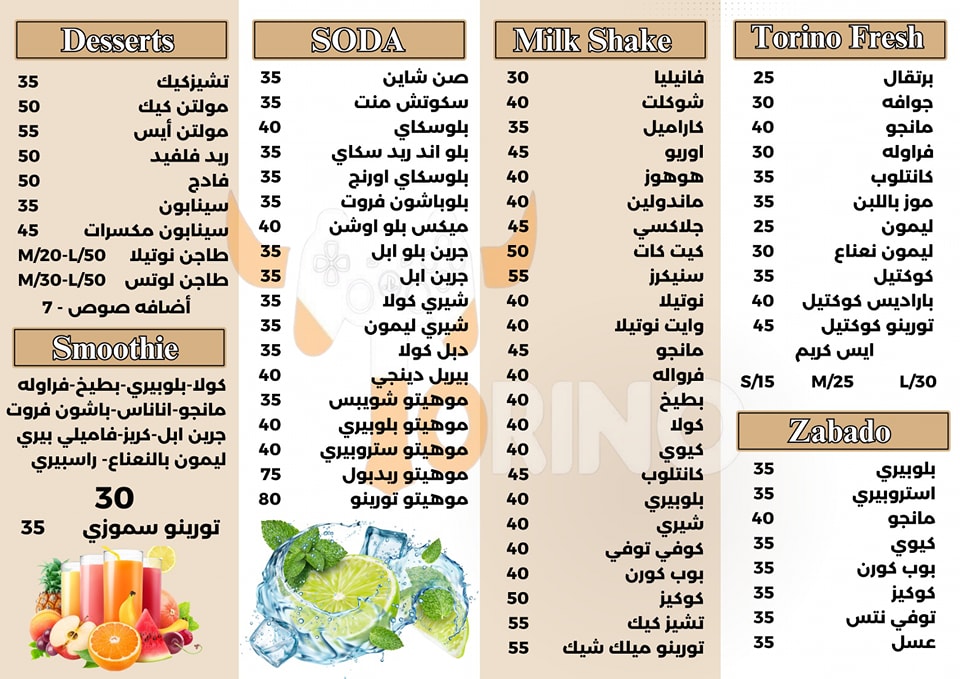 Desserts
تشيزكيك 35
مولتن كيك 50
مولتن أيس 55
ريد فلفيد 50
فادج 50
سينابون 35
سينابون مكسرات 45
طاجن نوتيلا M/20-L/50
طاجن لوتس M/30-L/50
أضافه صوص - 7
Smoothie
كولا-بلوبيري-بطيخ-فراوله
مانجو-اناناس-باشون فروت
جرين ابل-كريز-فاميلي بيري
ليمون بالنعناع- راسبيري
30
تورينو سموزي 35
SODA
صن شاين 35
سكوتش منت 35
بلوسكاي 40
بلو اند ريد سكاي 35
بلوسكاي اورنج 35
بلوباشون فروت 35
ميكس بلو اوشن 40
جرين بلو ابل 35
جرين ابل 35
شيري كولا 35
شيري ليمون 35
دبل كولا 35
بيربل دينجي 40
موهيتو شويبس 35
موهيتو بلوبيري 40
موهيتو ستروبيري 40
موهيتو ريدبول 75
موهيتو تورينو 80
Milk Shake
فانيليا 30
شوكلت 40
كاراميل 35
اوريو 45
هوهوز 40
ماندولين 40
جلاكسي 45
كيت كات 50
سنيكرز 55
نوتيلا 40
وايت نوتيلا 40
مانجو 45
فرواله 40
بطيخ 40
كولا 40
كيوي 40
كانتلوب 45
بلوبيري 40
شيري 40
كوفي توفي 40
بوب كورن 40
كوكيز 50
تشيز كيك 55
تورينو ميلك شيك 55
Torino Fresh
برتقال 25
جوافه 30
مانجو 40
فراوله 30
كانتلوب 35
موز باللبن 35
ليمون 25
ليمون نعناع 30
كوكتيل 35
باراديس كوكتيل 40
تورينو كوكتيل 45
ايس كريم
S/15 M/25 L/30
Zabado
بلوبيري 35
استروبيري 35
مانجو 40
كيوي 35
بوب كورن 35
كوكيز 35
توفي نتس 35
عسل 35
TORINO